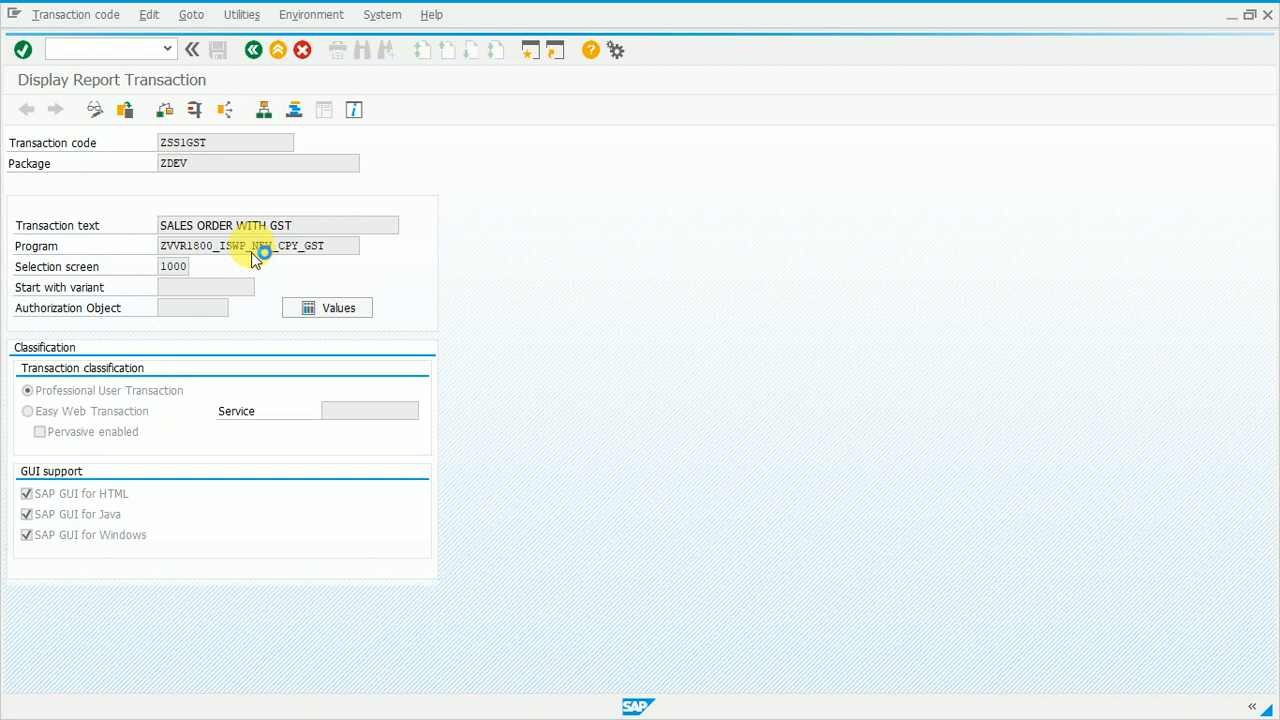 Transaction code Edit Goto Utilities Environment System Help
Display Report Transaction
Transaction code ZSS1GST
Package ZDEV
Transaction text SALES ORDER WITH GST
Program ZVVR1800_ISWP_NEW_CPY_GST
Selection screen 1000
Start with variant
Authorization Object Values
Classification
Transaction classification
Professional User Transaction
Easy Web Transaction Service
Pervasive enabled
GUI support
SAP GUI for HTML
SAP GUI for Java
SAP GUI for Windows
SAP